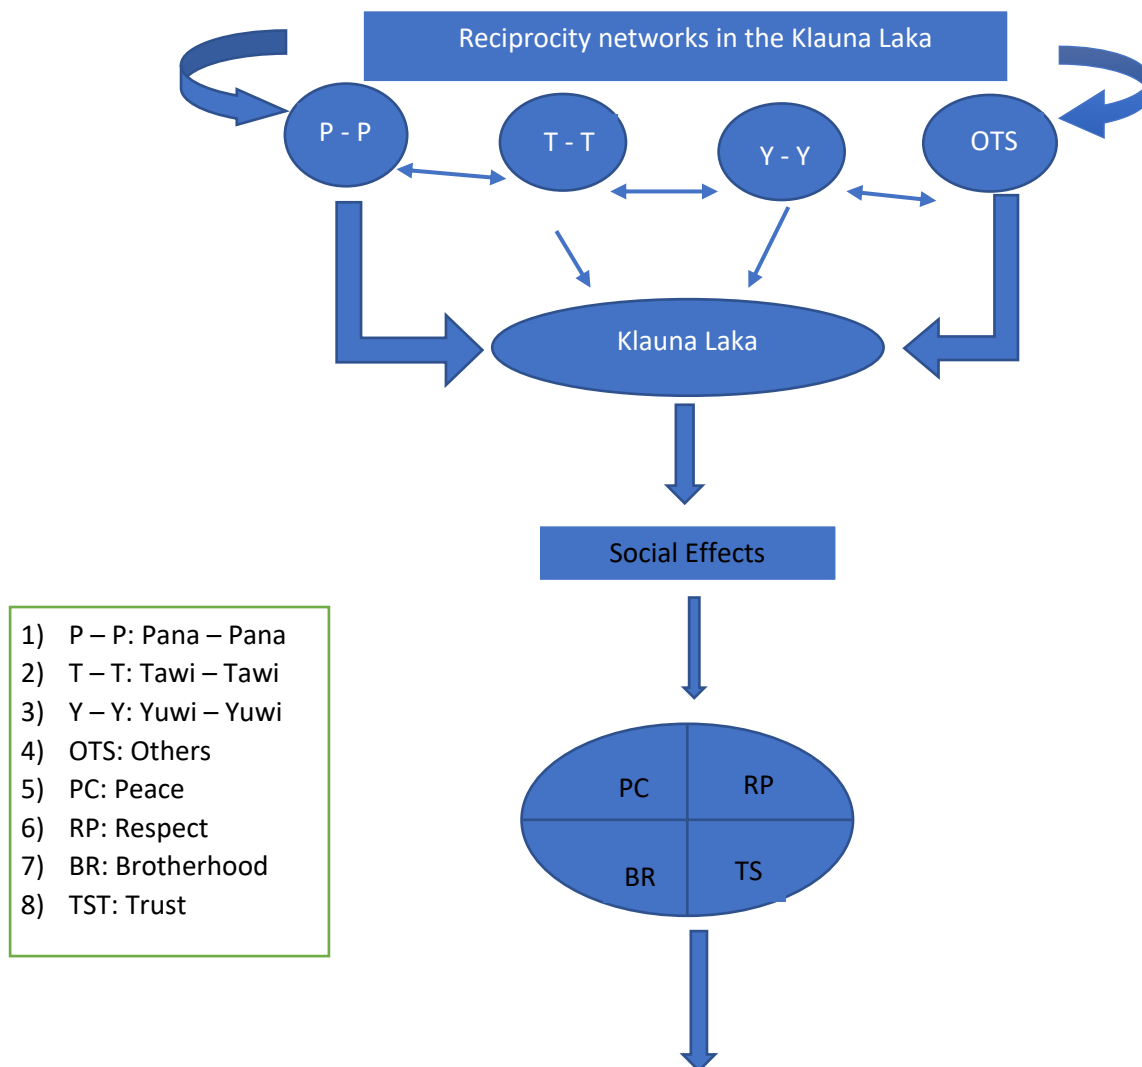 Reciprocity networks in the Klauna Laka
P - P
T - T
Y - Y
OTS
Klauna Laka
Social Effects
1) P – P: Pana – Pana
2) T – T: Tawi – Tawi
3) Y – Y: Yuwi – Yuwi
4) OTS: Others
5) PC: Peace
6) RP: Respect
7) BR: Brotherhood
8) TST: Trust
PC
RP
BR
TS